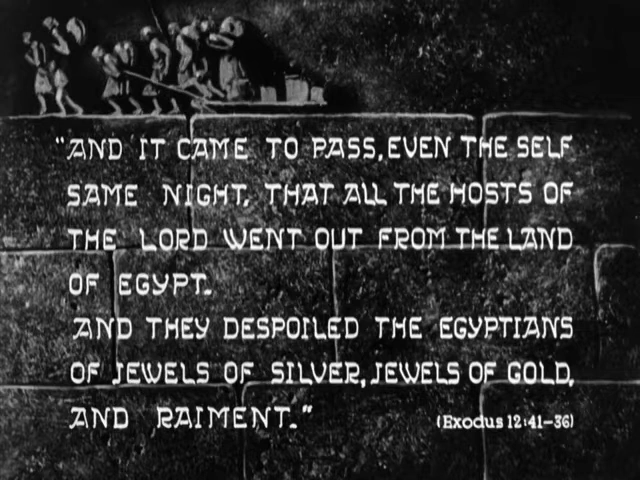 "AND IT CAME TO PASS, EVEN THE SELF
SAME NIGHT, THAT ALL THE HOSTS OF
THE LORD WENT OUT FROM THE LAND
OF EGYPT.
AND THEY DESPOILED THE EGYPTIANS
OF JEWELS OF SILVER, JEWELS OF GOLD,
AND RAIMENT."
(Exodus 12:41-36)